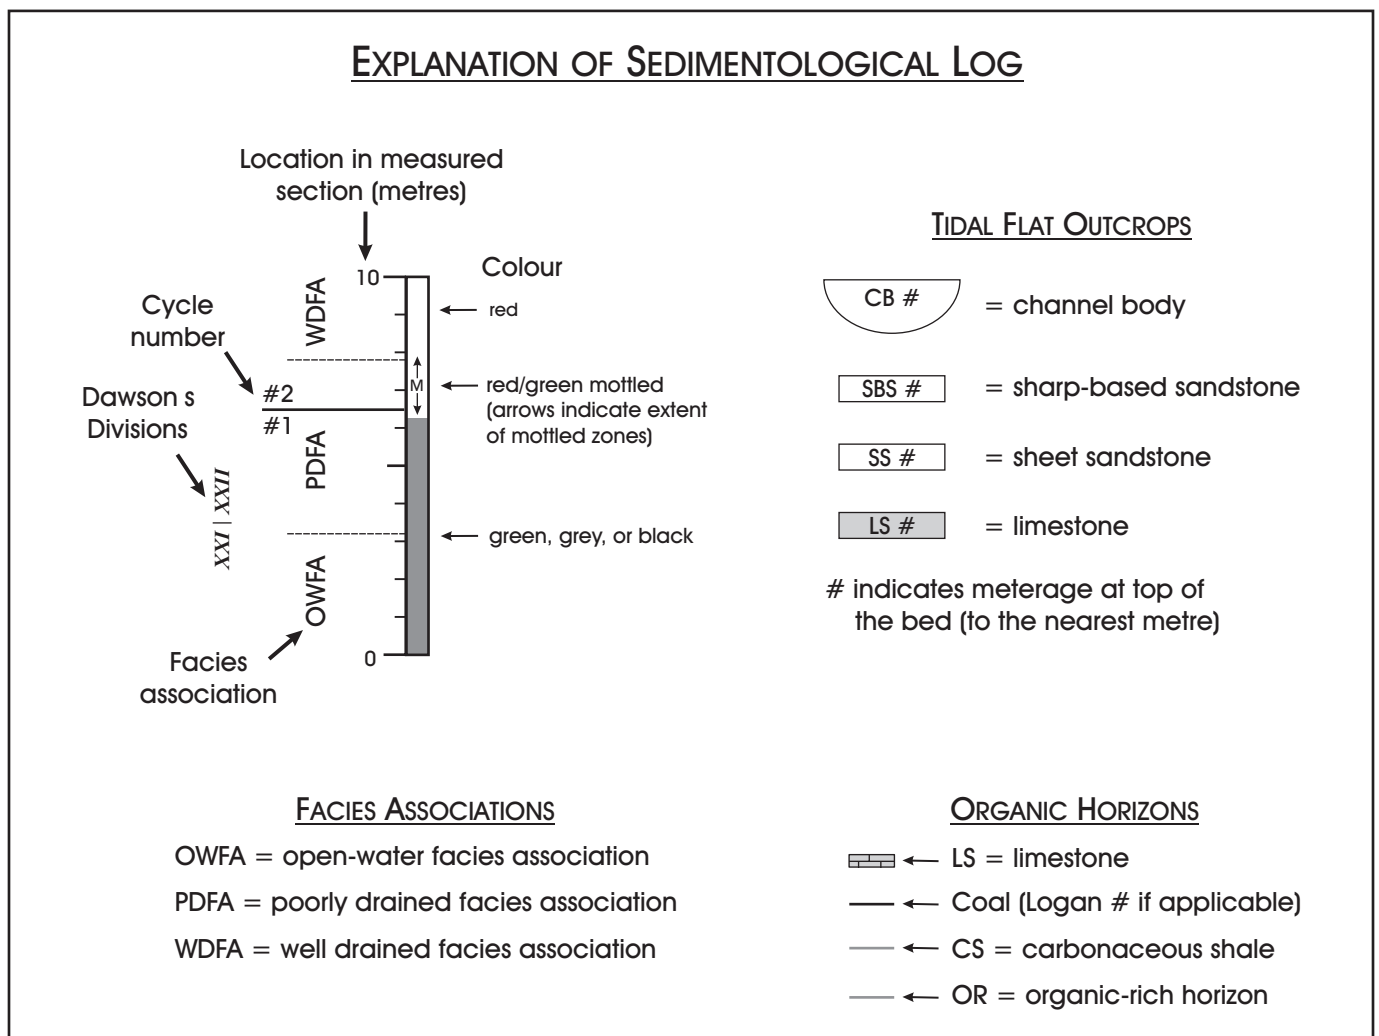 EXPLANATION OF SEDIMENTOLOGICAL LOG
Location in measured
section (metres)
10
Colour
WDFA
red
Cycle
number
M
red/green mottled
(arrows indicate extent
of mottled zones)
#2
#1
Dawson s
Divisions
PDFA
XXI | XXII
green, grey, or black
OWFA
0
Facies
association
TIDAL FLAT OUTCROPS
CB #
= channel body
SBS #
= sharp-based sandstone
SS #
= sheet sandstone
LS #
= limestone
# indicates meterage at top of
the bed (to the nearest metre)
FACIES ASSOCIATIONS
OWFA = open-water facies association
PDFA = poorly drained facies association
WDFA = well drained facies association
ORGANIC HORIZONS
LS = limestone
Coal (Logan # if applicable)
CS = carbonaceous shale
OR = organic-rich horizon